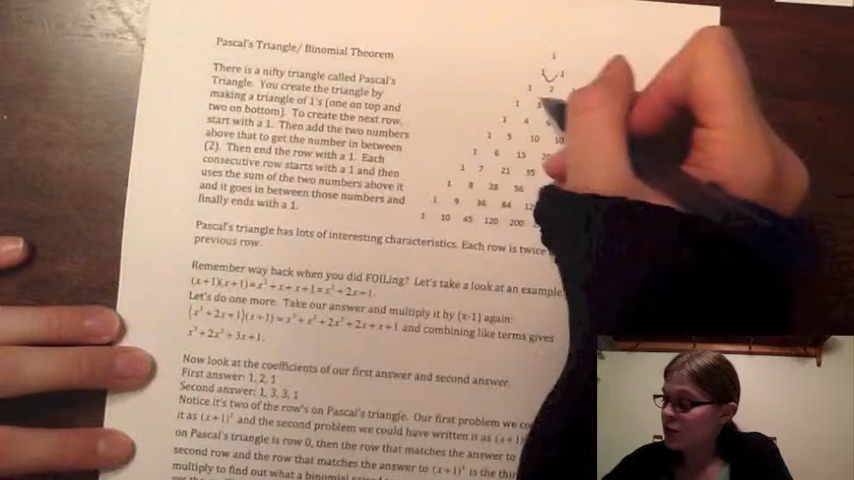 Pascal's Triangle/ Binomial Theorem
There is a nifty triangle called Pascal's
Triangle. You create the triangle by
making a triangle of 1's (one on top and
two on bottom). To create the next row,
start with a 1. Then add the two numbers
above that to get the number in between
(2). Then end the row with a 1. Each
consecutive row starts with a 1 and then
uses the sum of the two numbers above it
and it goes in between those numbers and
finally ends with a 1.
1
1 1
1 2
1
1 4
1 5 10
1 6 15
1 7 21 35
1 8 28 56
1 9 36 84
1 10 45 120 200
Pascal's triangle has lots of interesting characteristics. Each row is twice
previous row.
Remember way back when you did FOILing? Let's take a look at an example
(x+1)(x+1)=x²+x+x+1=x²+2x+1.
Let's do one more. Take our answer and multiply it by (x+1) again:
(x²+2x+1)(x+1)=x³+x²+2x²+2x+x+1 and combining like terms gives
x³+2x²+3x+1.
Now look at the coefficients of our first answer and second answer.
First answer: 1, 2, 1
Second answer: 1, 3, 3, 1
Notice it's two of the row's on Pascal's triangle. Our first problem we
it as (x+1)² and the second problem we could have written it as
on Pascal's triangle is row 0, then the row that matches the answer to
second row and the row that matches the answer to (x+1)³ is the
multiply to find out what a binomial